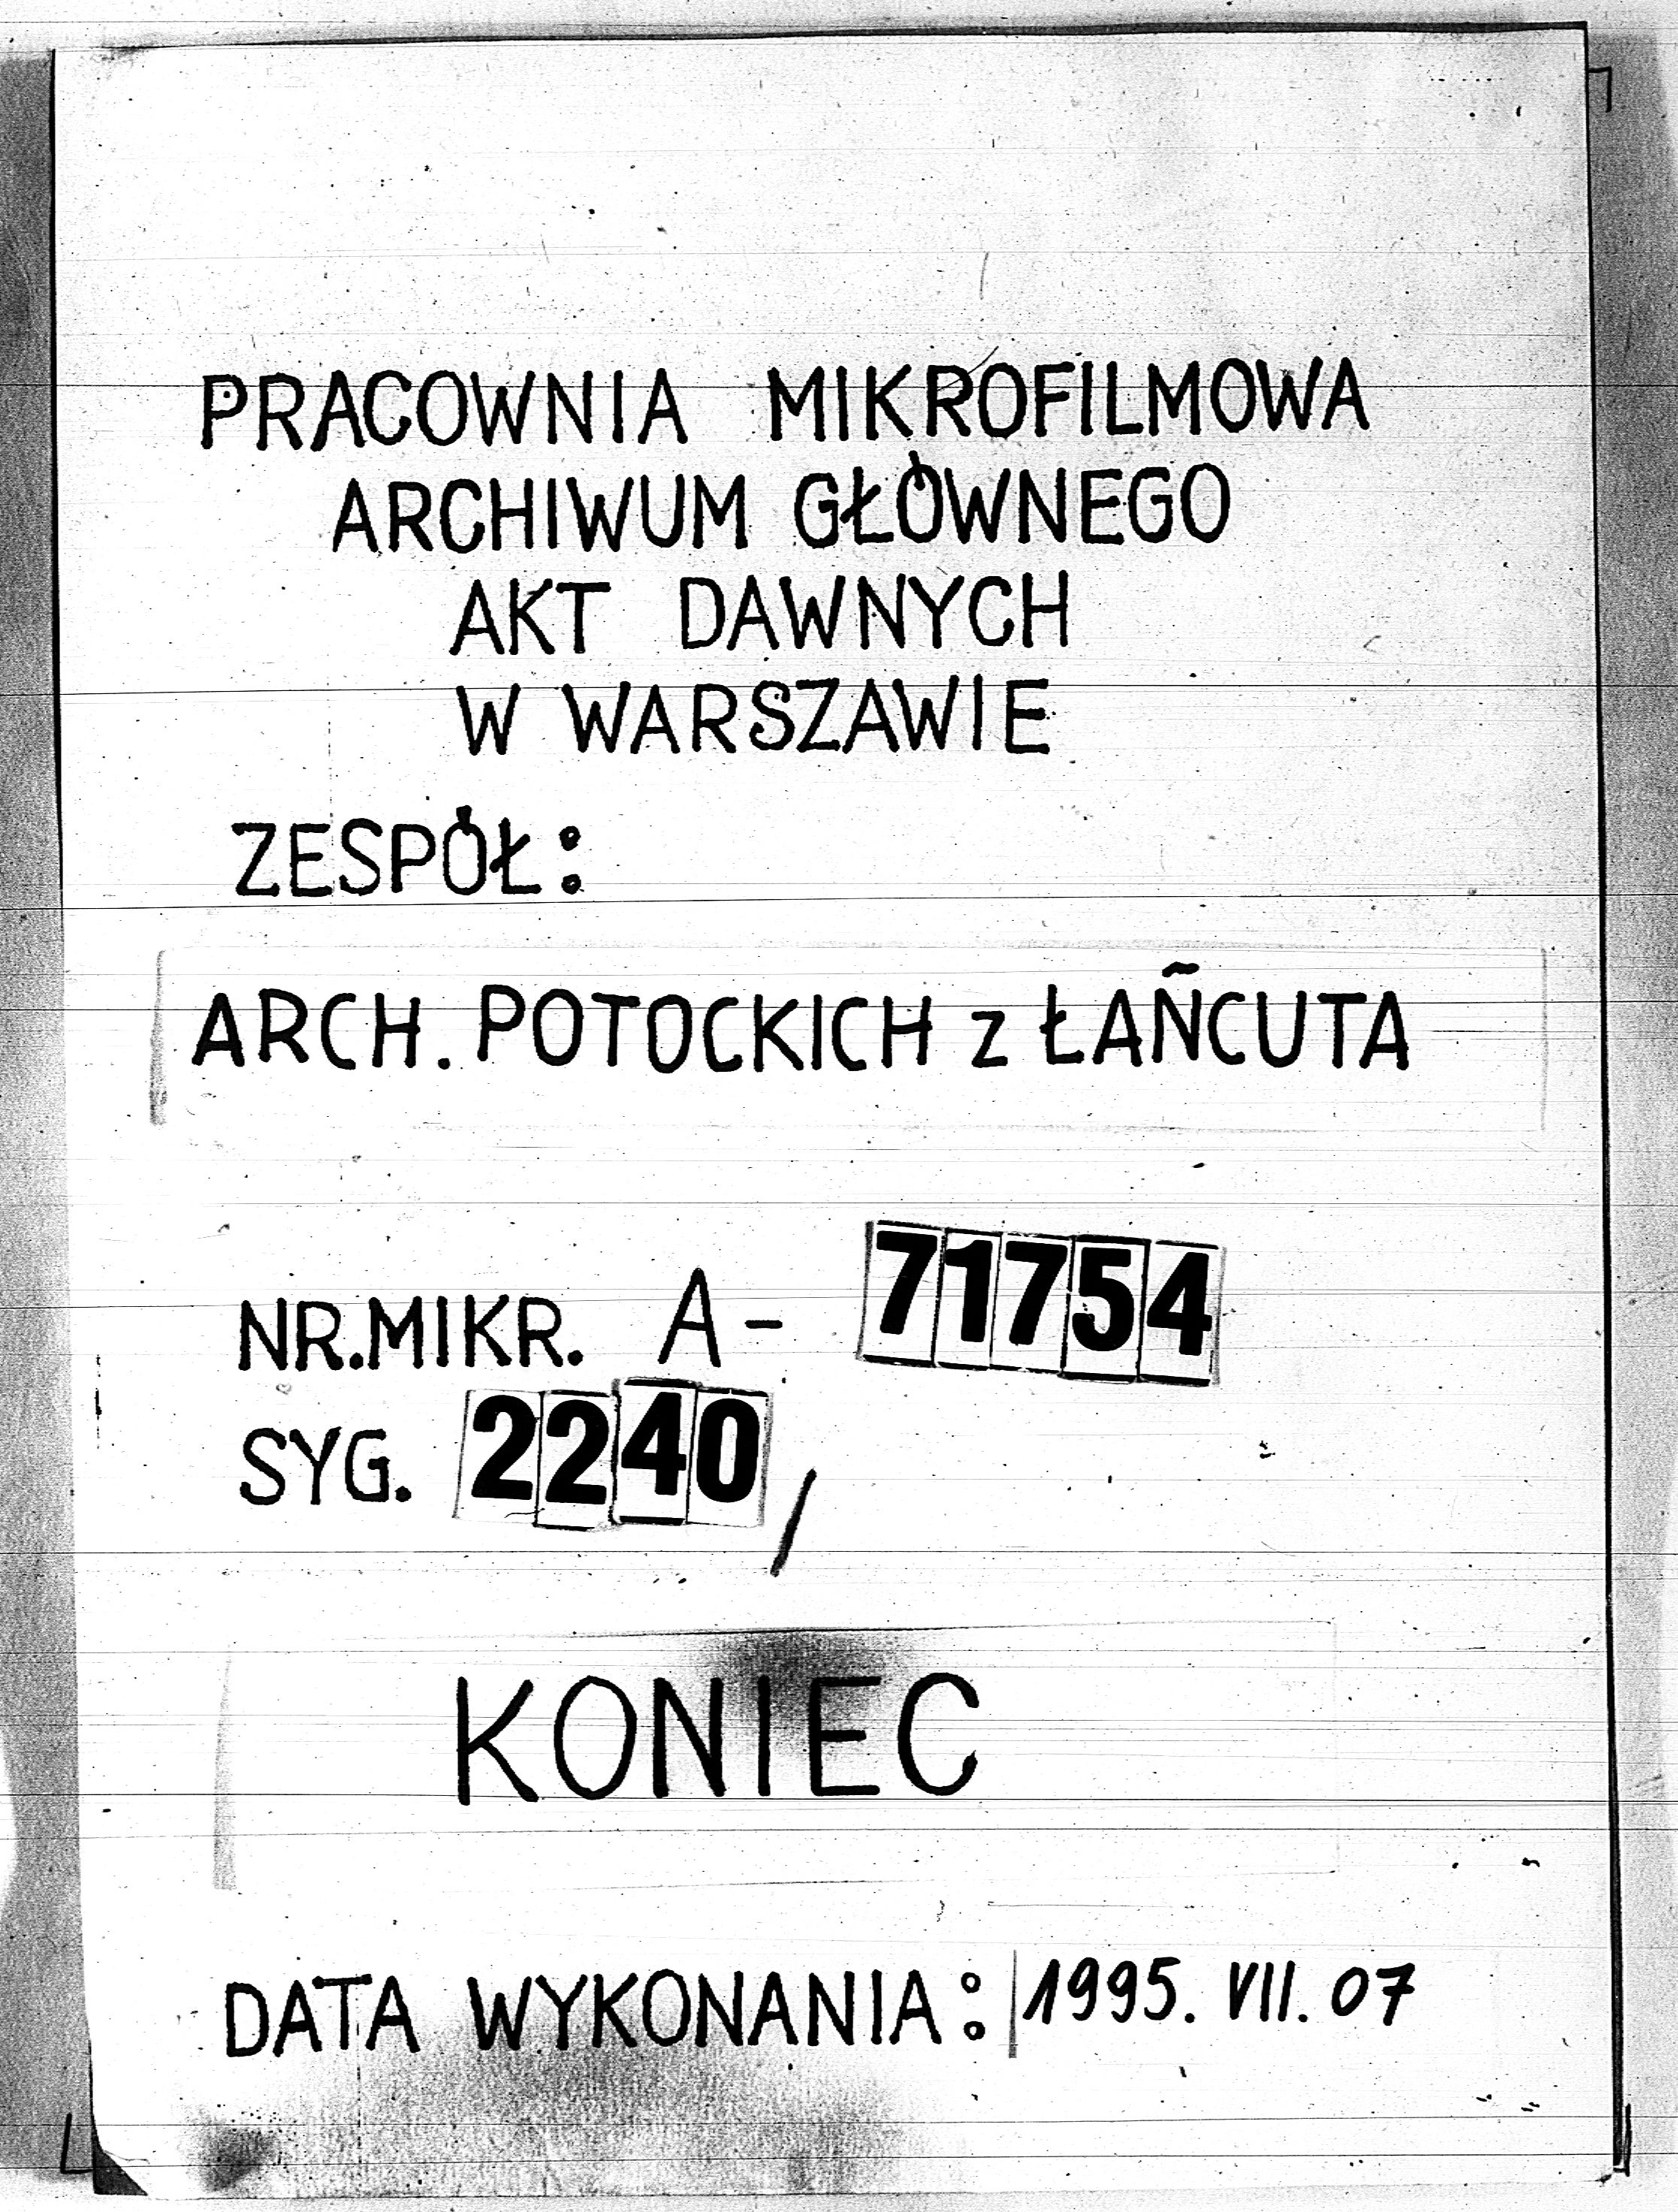 PRACOWNIA MIKROFILMOWA
ARCHIWUM GŁÓWNEGO
AKT DAWNYCH
W WARSZAWIE
ZESPÓŁ:
ARCH. POTOCKICH z ŁAŃCUTA
NR.MIKR. A- 71754
SYG. 2240,
KONIEC
DATA WYKONANIA: 1995. VII. 07